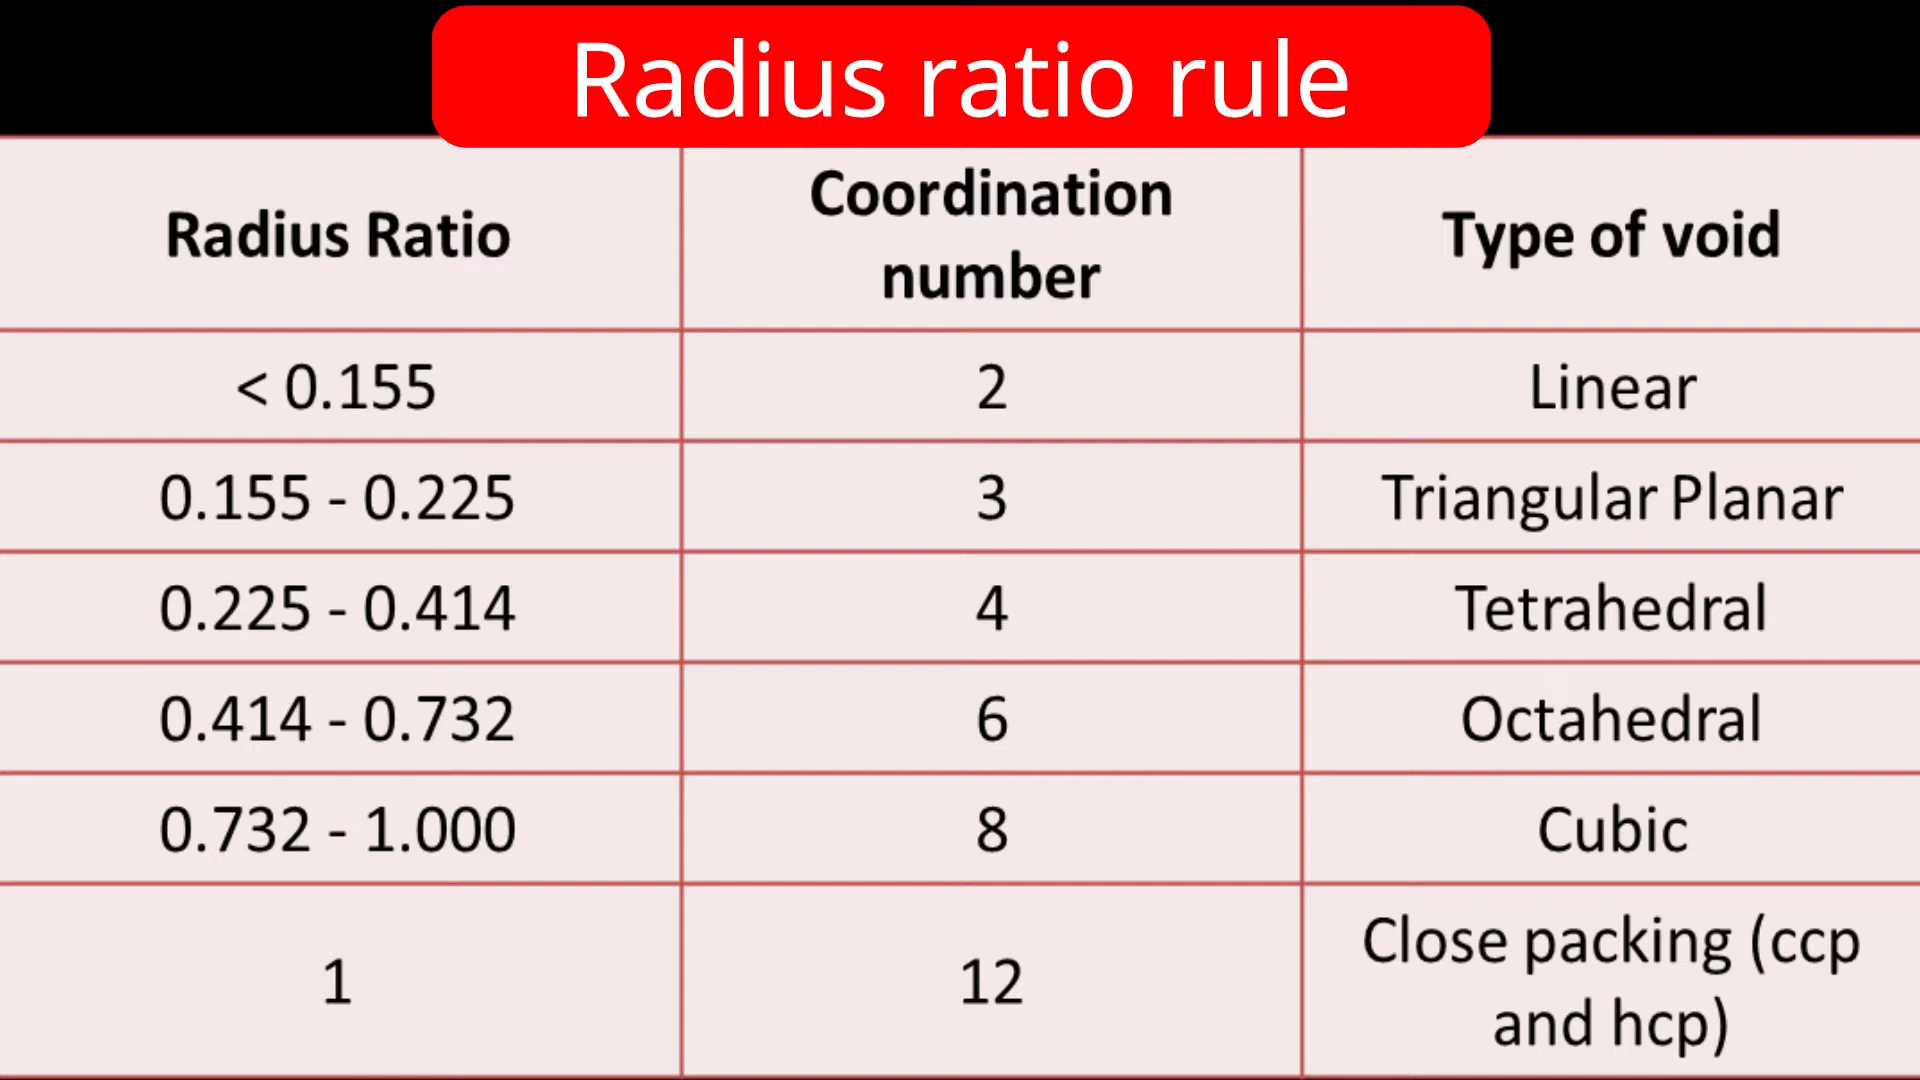 Radius ratio rule
Radius Ratio
Coordination
number
Type of void
< 0.155
2
Linear
0.155 - 0.225
3
Triangular Planar
0.225 - 0.414
4
Tetrahedral
0.414 - 0.732
6
Octahedral
0.732 - 1.000
8
Cubic
1
12
Close packing (ccp
and hcp)